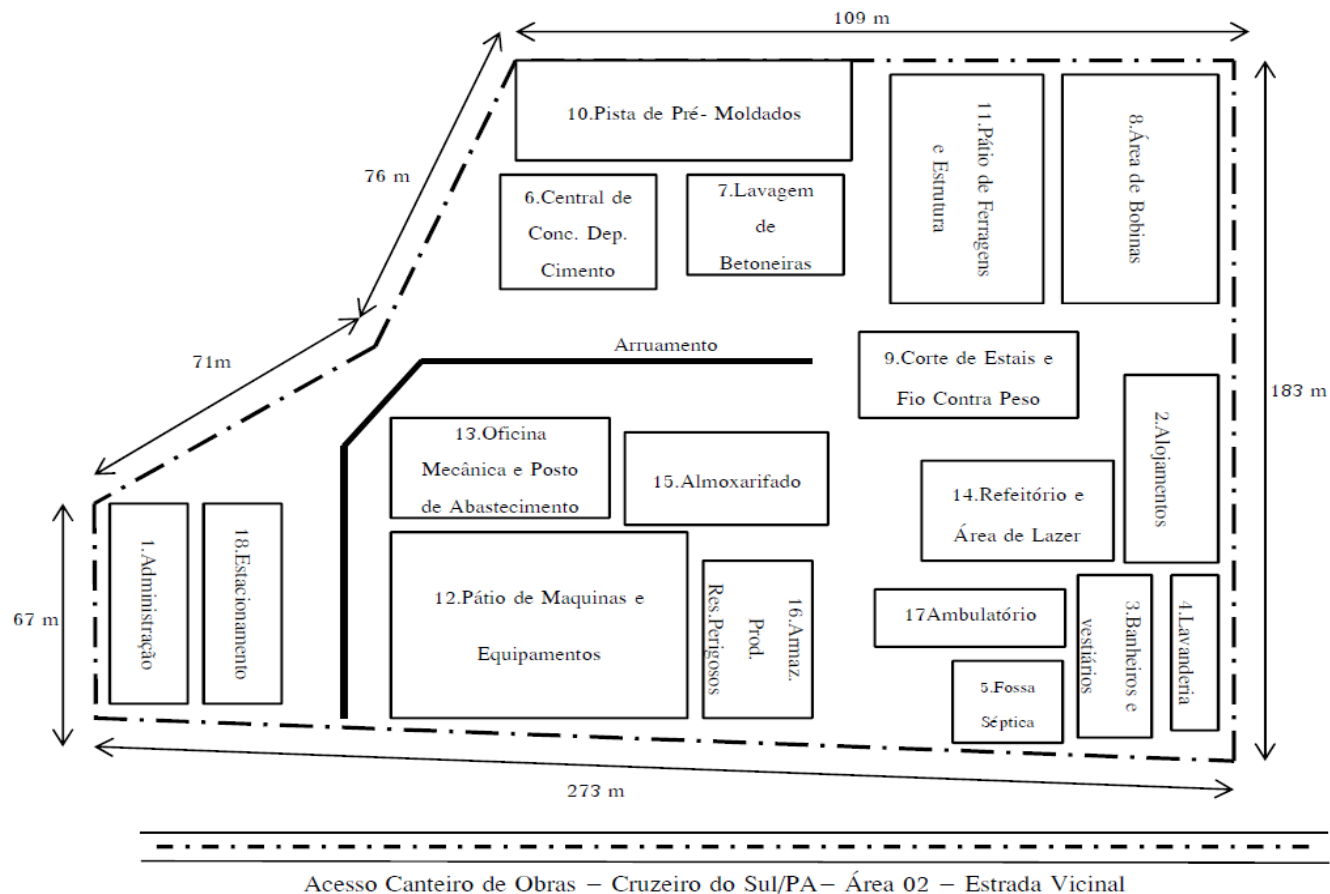 109 m
10.Pista de Pré- Moldados
11.Pátio de Ferragens
e Estrutura
8.Área de Bobinas
76 m
6.Central de
Conc. Dep.
Cimento
7.Lavagem
de
Betoneiras
71m
Arruamento
9.Corte de Estais e
Fio Contra Peso
183 m
13.Oficina
Mecânica e Posto
de Abastecimento
15.Almoxarifado
2.Alojamentos
14.Refeitório e
Área de Lazer
67 m
1.Administração
18.Estacionamento
12.Pátio de Maquinas e
Equipamentos
16.Armaz.
Prod.
Res.Perigosos
17Ambulatório
3.Banheiros e
vestiários
4.Lavanderia
5.Fossa
Séptica
273 m
Acesso Canteiro de Obras – Cruzeiro do Sul/PA– Área 02 – Estrada Vicinal